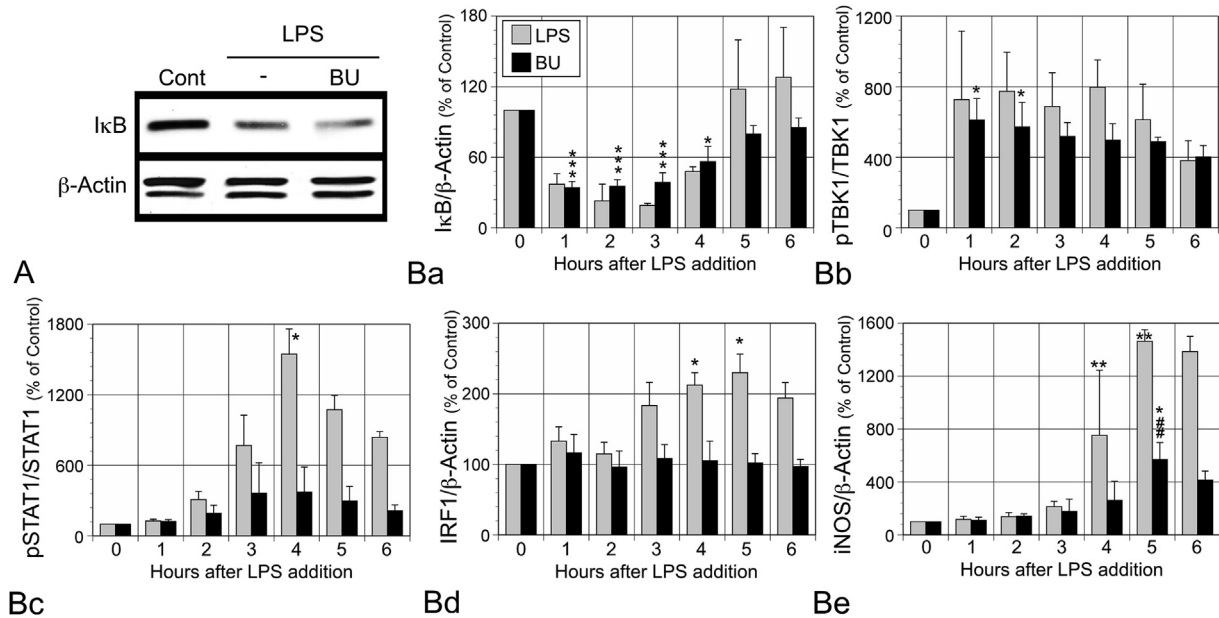 LPS
Cont - BU
IκB
β-Actin
A
IκB/β-Actin (% of Control)
180
120
60
0
LPS
BU
***
***
***
*
0 1 2 3 4 5 6
Hours after LPS addition
Ba
pTBK1/TBK1 (% of Control)
1200
800
400
0
*
*
0 1 2 3 4 5 6
Hours after LPS addition
Bb
pSTAT1/STAT1 (% of Control)
1800
1200
600
0
*
0 1 2 3 4 5 6
Hours after LPS addition
Bc
IRF1/β-Actin (% of Control)
300
200
100
0
*
*
0 1 2 3 4 5 6
Hours after LPS addition
Bd
iNOS/β-Actin (% of Control)
1600
1200
800
400
0
**
**
*##
0 1 2 3 4 5 6
Hours after LPS addition
Be